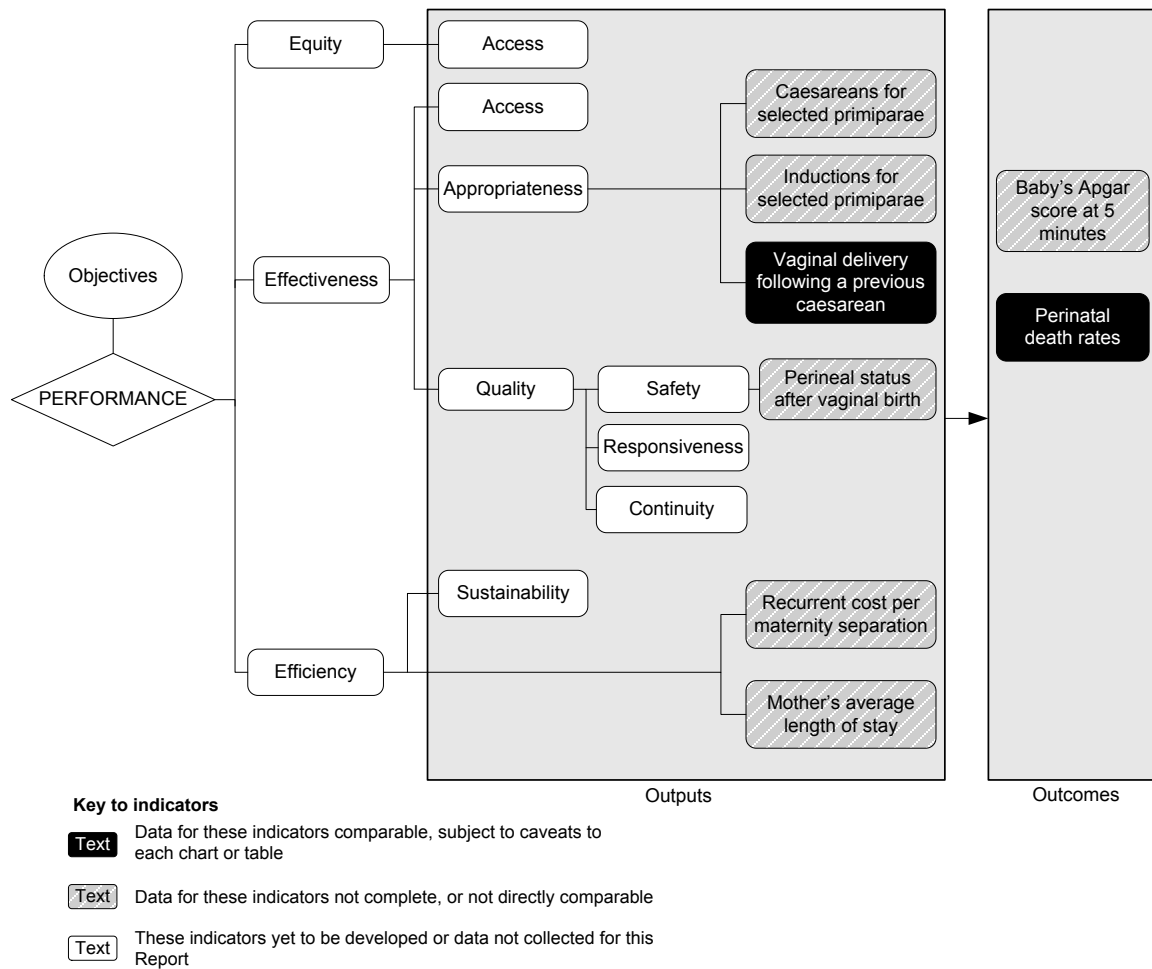 Equity
Access
Access
Caesareans for
selected primiparae
Appropriateness
Inductions for
selected primiparae
Baby's Apgar
score at 5
minutes
Objectives
Effectiveness
Vaginal delivery
following a previous
caesarean
Perinatal
death rates
PERFORMANCE
Quality
Safety
Perineal status
after vaginal birth
Responsiveness
Continuity
Sustainability
Recurrent cost per
maternity separation
Efficiency
Mother's average
length of stay
Outputs
Outcomes
Key to indicators
Text
Data for these indicators comparable, subject to caveats to
each chart or table
Text
Data for these indicators not complete, or not directly comparable
Text
These indicators yet to be developed or data not collected for this
Report